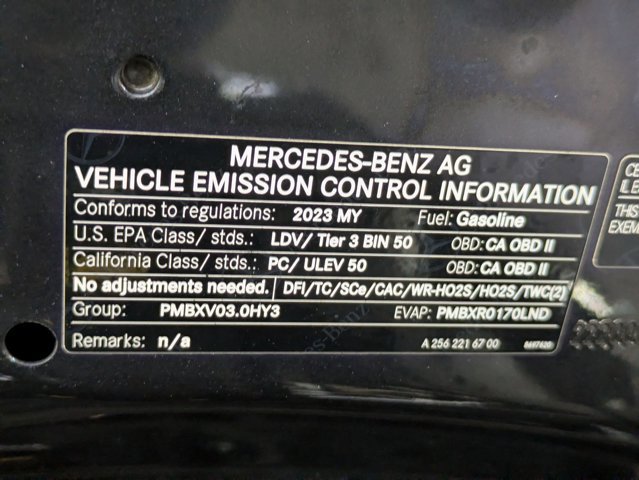 MERCEDES-BENZ AG
VEHICLE EMISSION CONTROL INFORMATION
Conforms to regulations: 2023 MY Fuel: Gasoline
U.S. EPA Class/ stds.: LDV/ Tier 3 BIN 50 OBD: CA OBD II
California Class/ stds.: PC/ ULEV 50 OBD: CA OBD II
No adjustments needed. DFI/TC/SCe/CAC/WR-HO2S/HO2S/TWC(2)
Group: PMBXV03.0HY3 EVAP: PMBXR0170LND
Remarks: n/a A 256 221 67 00
CE
THIS
EXEM